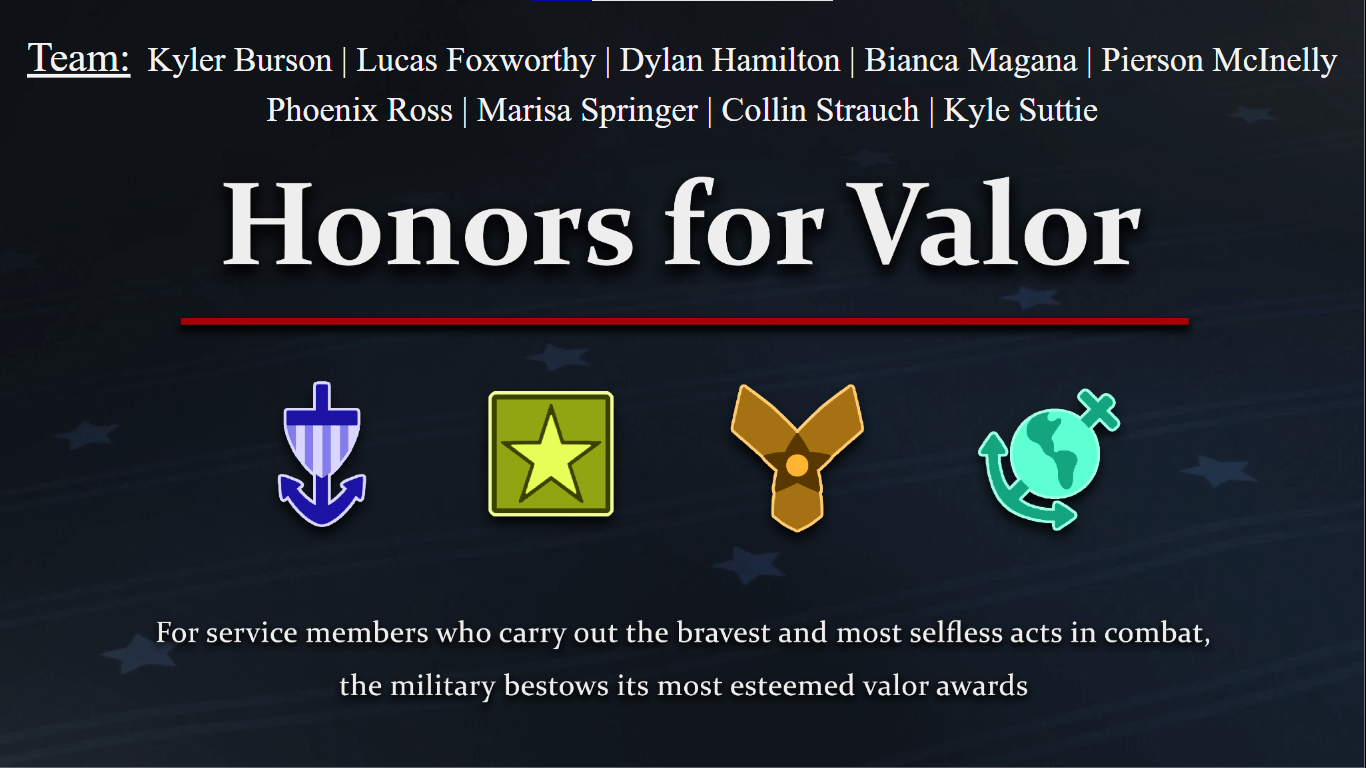 Team: Kyler Burson | Lucas Foxworthy | Dylan Hamilton | Bianca Magana | Pierson McInelly
Phoenix Ross | Marisa Springer | Collin Strauch | Kyle Suttie
Honors for Valor
For service members who carry out the bravest and most selfless acts in combat,
the military bestows its most esteemed valor awards